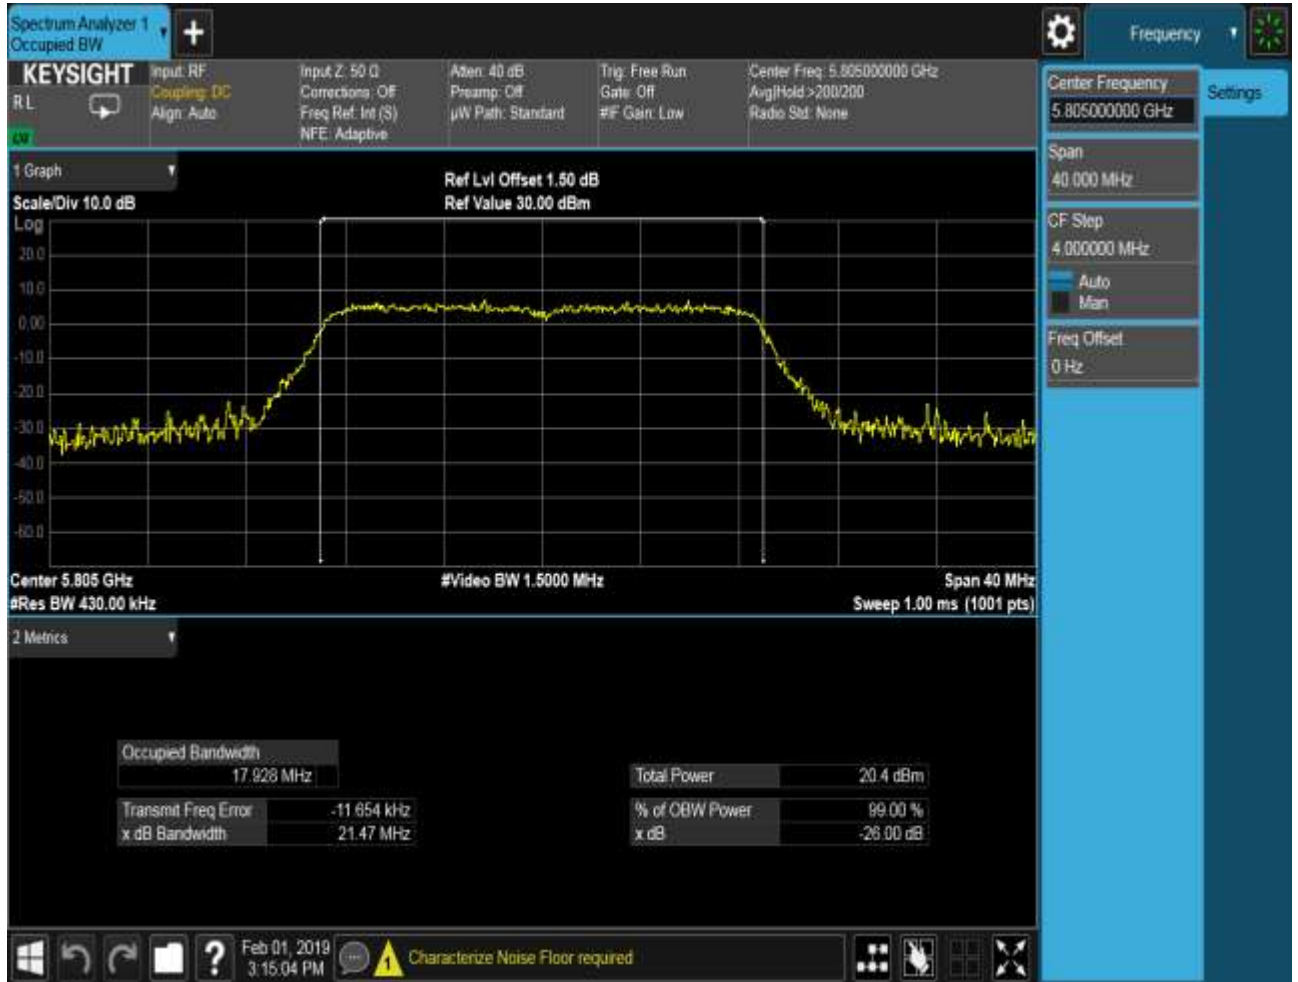 Spectrum Analyzer 1
Occupied BW
Frequency
KEYSIGHT
R L
Input: RF
Coupling: DC
Align: Auto
Input Z: 50 Ω
Corrections: Off
Freq Ref: Int (S)
NFE: Adaptive
Atten: 40 dB
Preamp: Off
µW Path: Standard
Trig: Free Run
Gate: Off
#IF Gain: Low
Center Freq: 5.805000000 GHz
Avg|Hold:>200/200
Radio Std: None
Center Frequency
5.805000000 GHz
Settings
Span
40.000 MHz
CF Step
4.000000 MHz
Auto
Man
Freq Offset
0 Hz
1 Graph
Scale/Div 10.0 dB
Ref Lvl Offset 1.50 dB
Ref Value 30.00 dBm
Log
20.0
10.0
0.00
-10.0
-20.0
-30.0
-40.0
-50.0
-60.0
Center 5.805 GHz
#Video BW 1.5000 MHz
Span 40 MHz
#Res BW 430.00 kHz
Sweep 1.00 ms (1001 pts)
2 Metrics
Occupied Bandwidth
17.928 MHz
Total Power 20.4 dBm
Transmit Freq Error -11.654 kHz
% of OBW Power 99.00 %
x dB Bandwidth 21.47 MHz
x dB -26.00 dB
?
Feb 01, 2019
3:15:04 PM
1
Characterize Noise Floor required